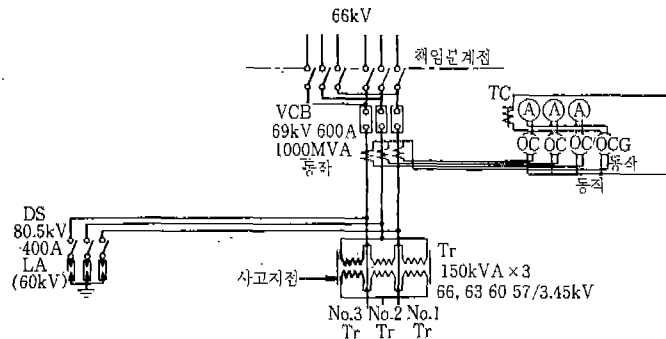 66kV
책임분계점
TC
A A A
VCB
69kV 600A
1000MVA
동작
OC OC OC OCG
동작
동작
DS
80.5kV
400A
LA
(60kV)
사고지점
Tr
150kVA×3
66, 63 60 57/3.45kV
No.3 No.2 No.1
Tr Tr Tr